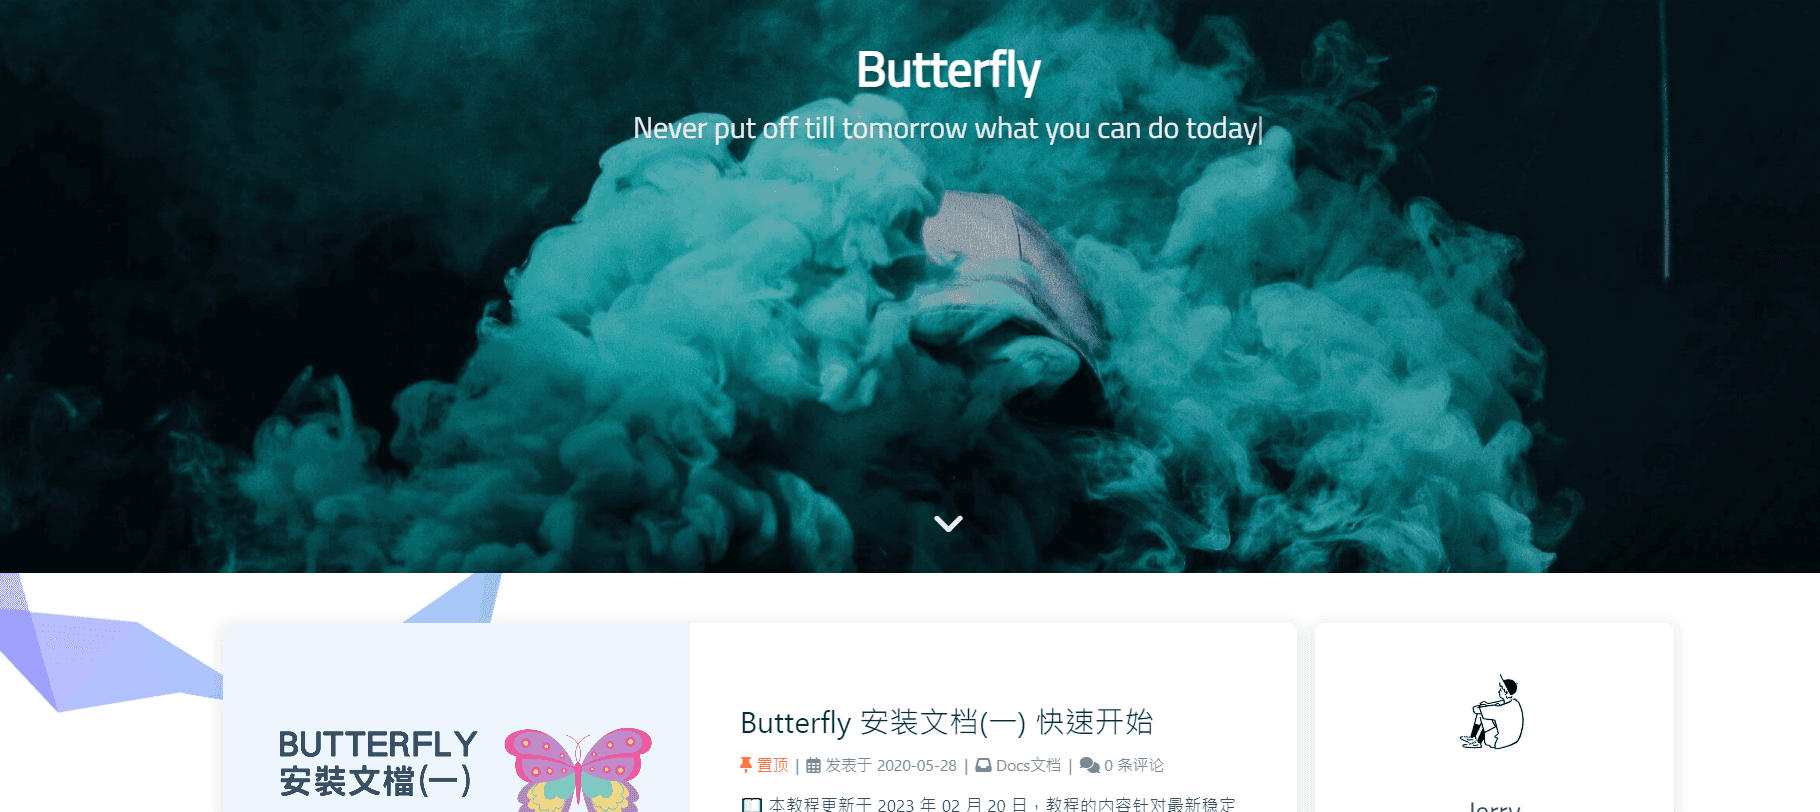 Butterfly
Never put off till tomorrow what you can do today|
BUTTERFLY
安裝文檔(一)
Butterfly 安装文档(一) 快速开始
置顶 | 发表于 2020-05-28 | Docs文档 | 0 条评论
本教程更新于 2023 年 02 月 20 日，教程的内容针对最新稳定
Jerry